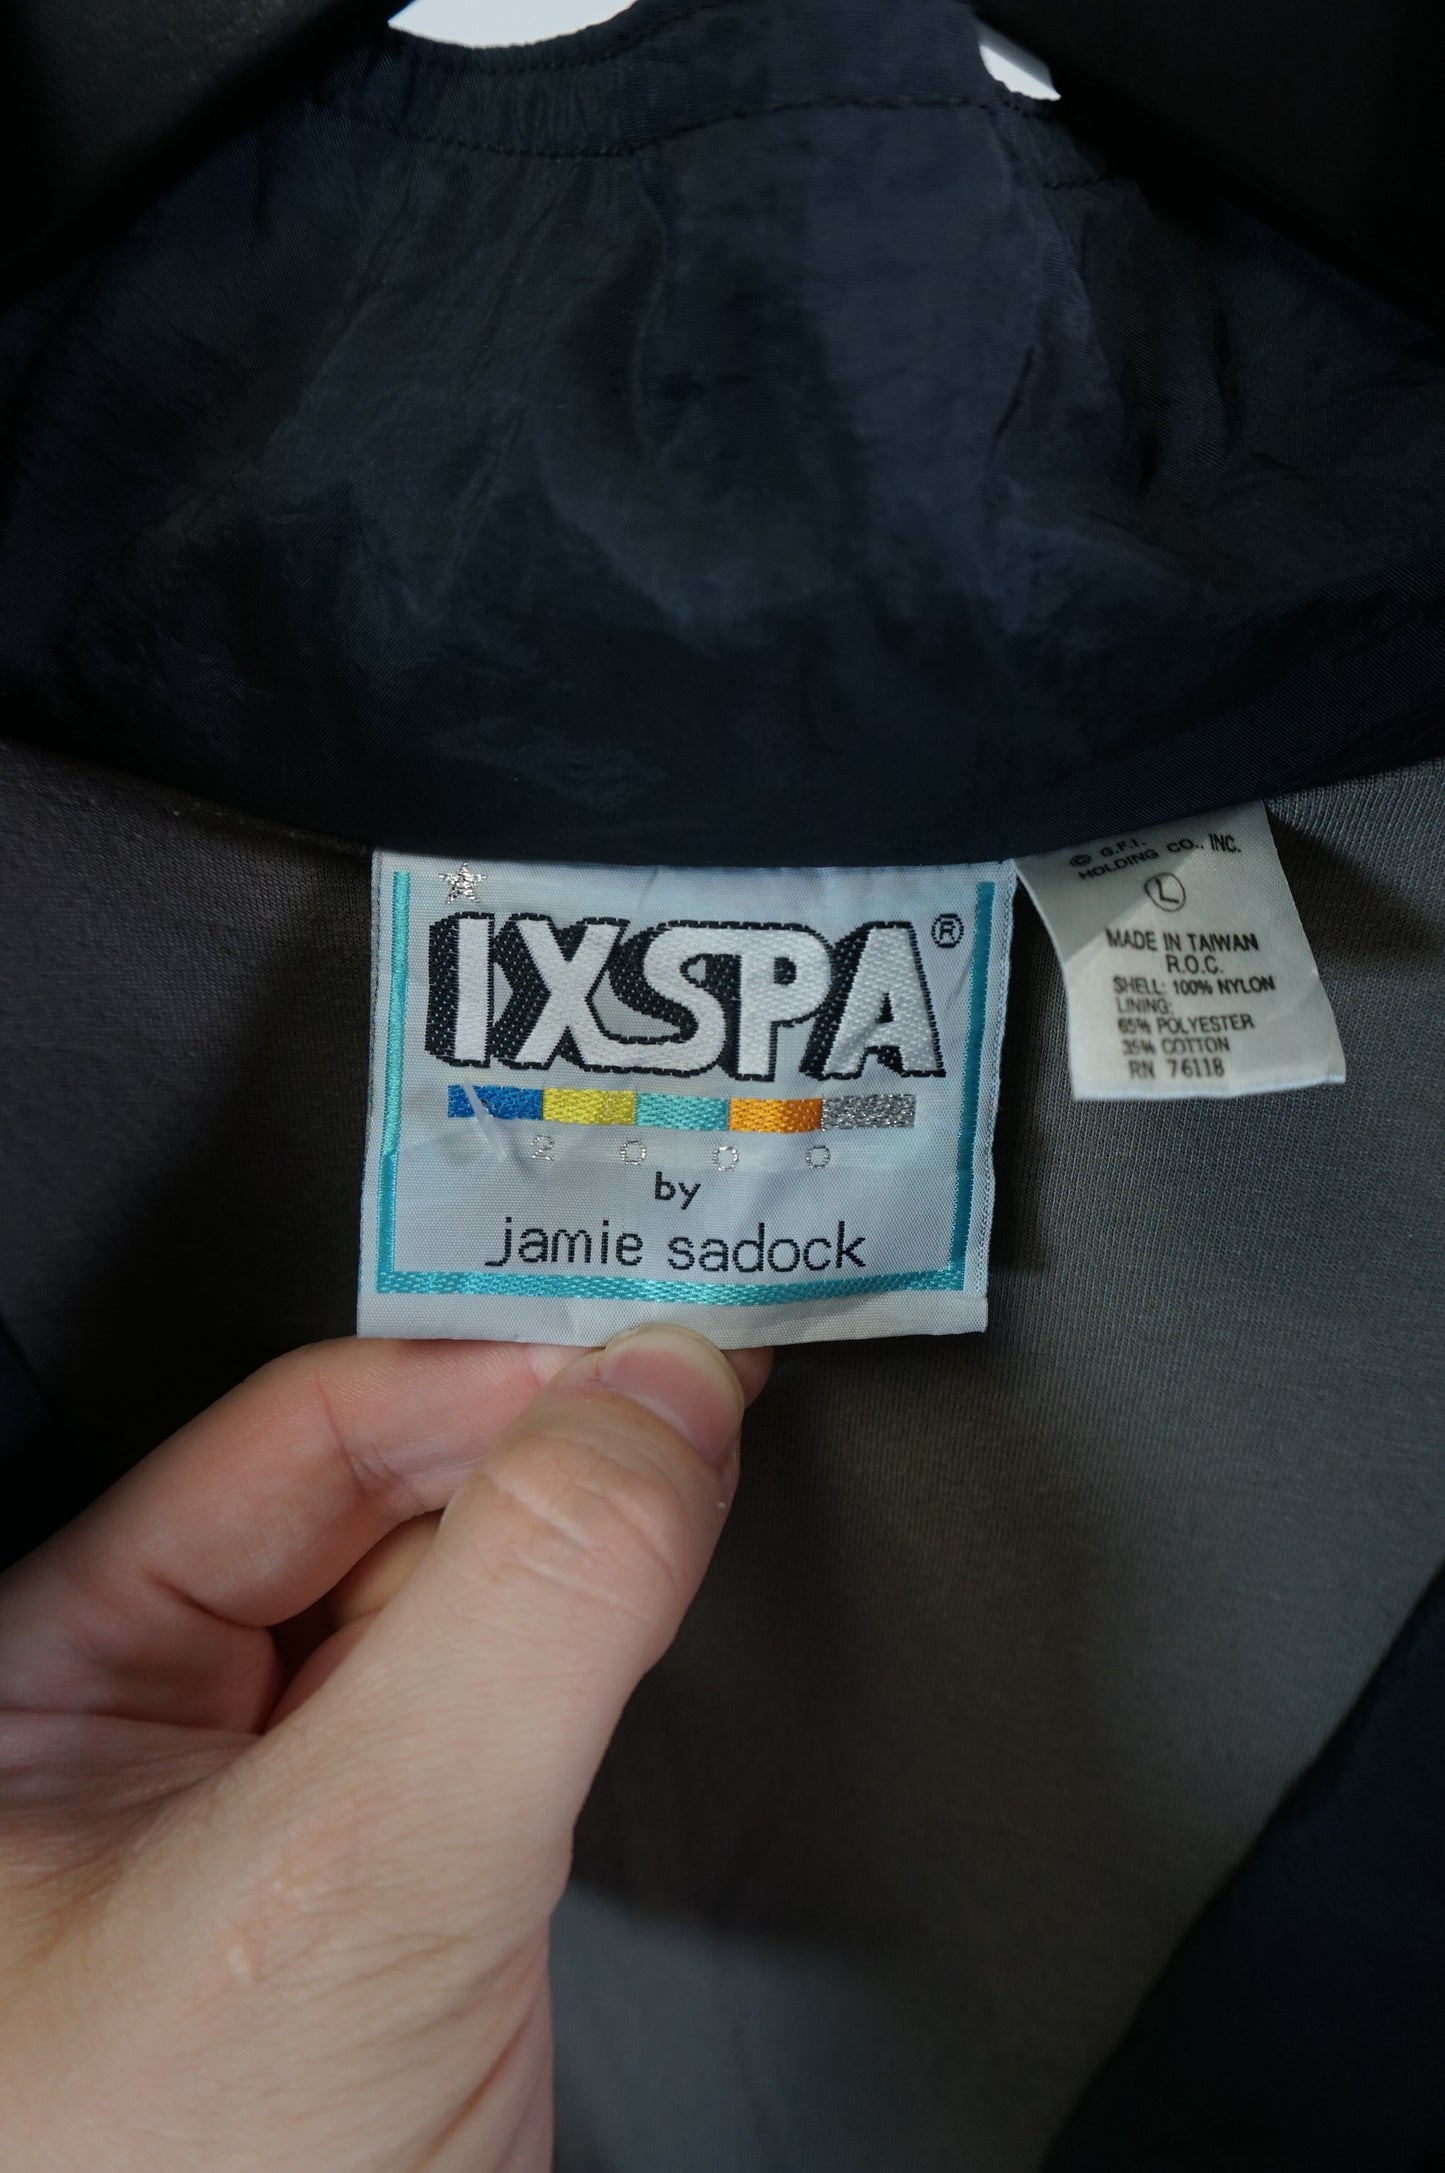 IXSPA®
2000
by
jamie sadock
© G.F.I.
HOLDING CO., INC.
L
MADE IN TAIWAN
R.O.C.
SHELL: 100% NYLON
LINING:
65% POLYESTER
35% COTTON
RN 76118